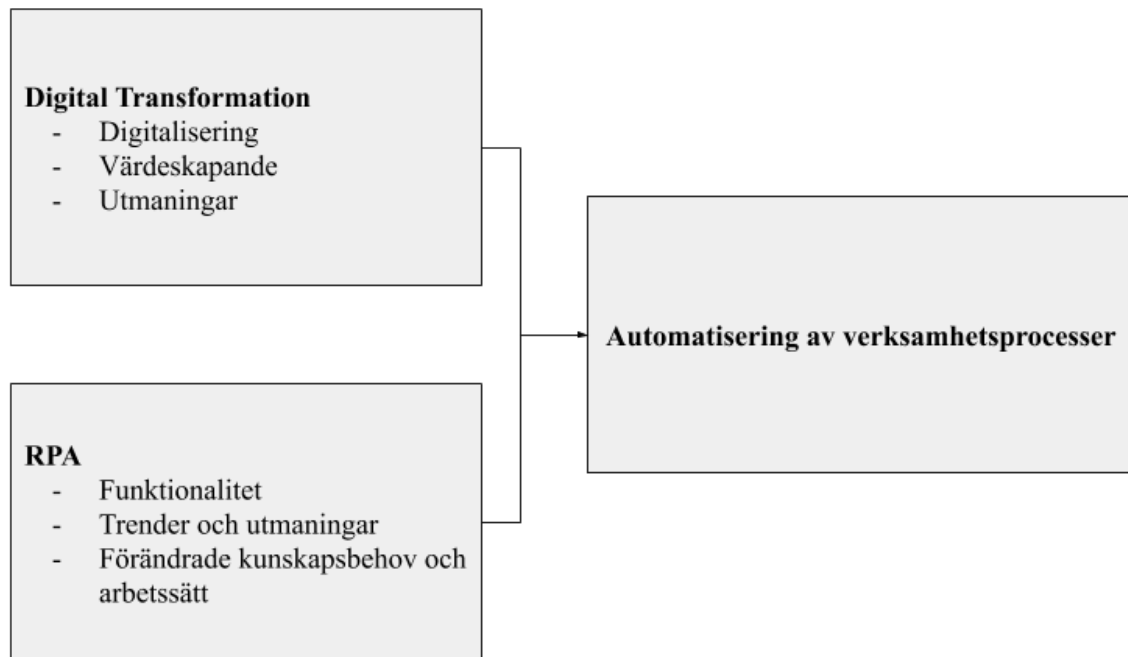 Digital Transformation
- Digitalisering
- Värdeskapande
- Utmaningar
Automatisering av verksamhetsprocesser
RPA
- Funktionalitet
- Trender och utmaningar
- Förändrade kunskapsbehov och
arbetssätt